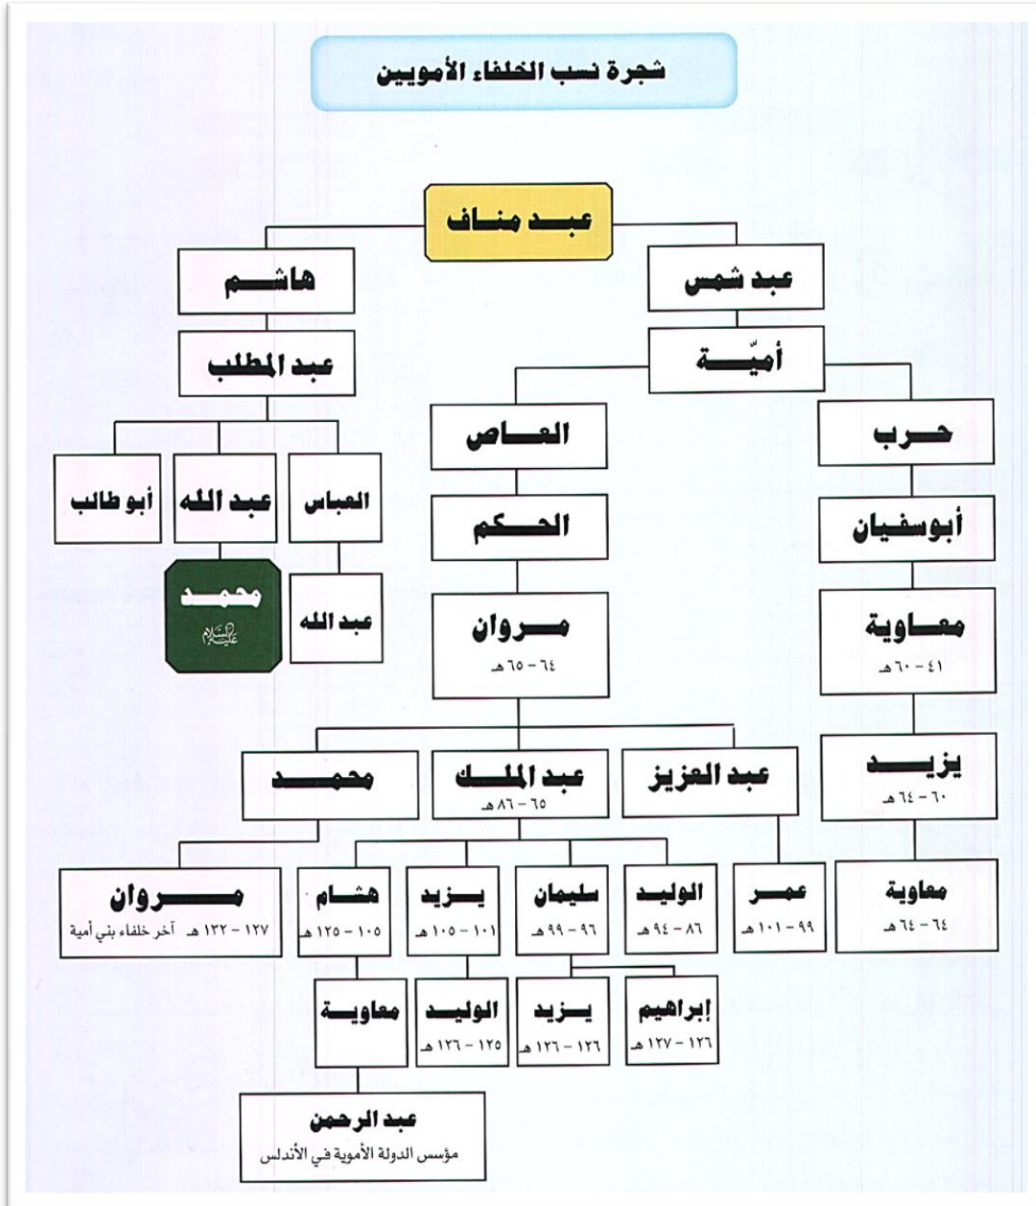 شجرة نسب الخلفاء الأمويين
عبد مناف
عبد شمس
هاشم
أميّة
عبد المطلب
حرب
العاص
العباس
عبد الله
أبو طالب
أبو سفيان
الحكم
محمد
عليه السلام
عبد الله
معاوية
٤١ – ٦٠ هـ
مروان
٦٤ – ٦٥ هـ
يزيد
٦٠ – ٦٤ هـ
عبد العزيز
عبد الملك
٦٥ – ٨٦ هـ
محمد
معاوية
٦٤ – ٦٤ هـ
عمر
٩٩ – ١٠١ هـ
الوليد
٨٦ – ٩٤ هـ
سليمان
٩٦ – ٩٩ هـ
يزيد
١٠١ – ١٠٥ هـ
هشام
١٠٥ – ١٢٥ هـ
مروان
١٢٧ – ١٣٢ هـ آخر خلفاء بني أمية
إبراهيم
١٢٦ – ١٢٧ هـ
يزيد
١٢٦ – ١٢٦ هـ
الوليد
١٢٥ – ١٢٦ هـ
معاوية
عبد الرحمن
مؤسس الدولة الأموية في الأندلس